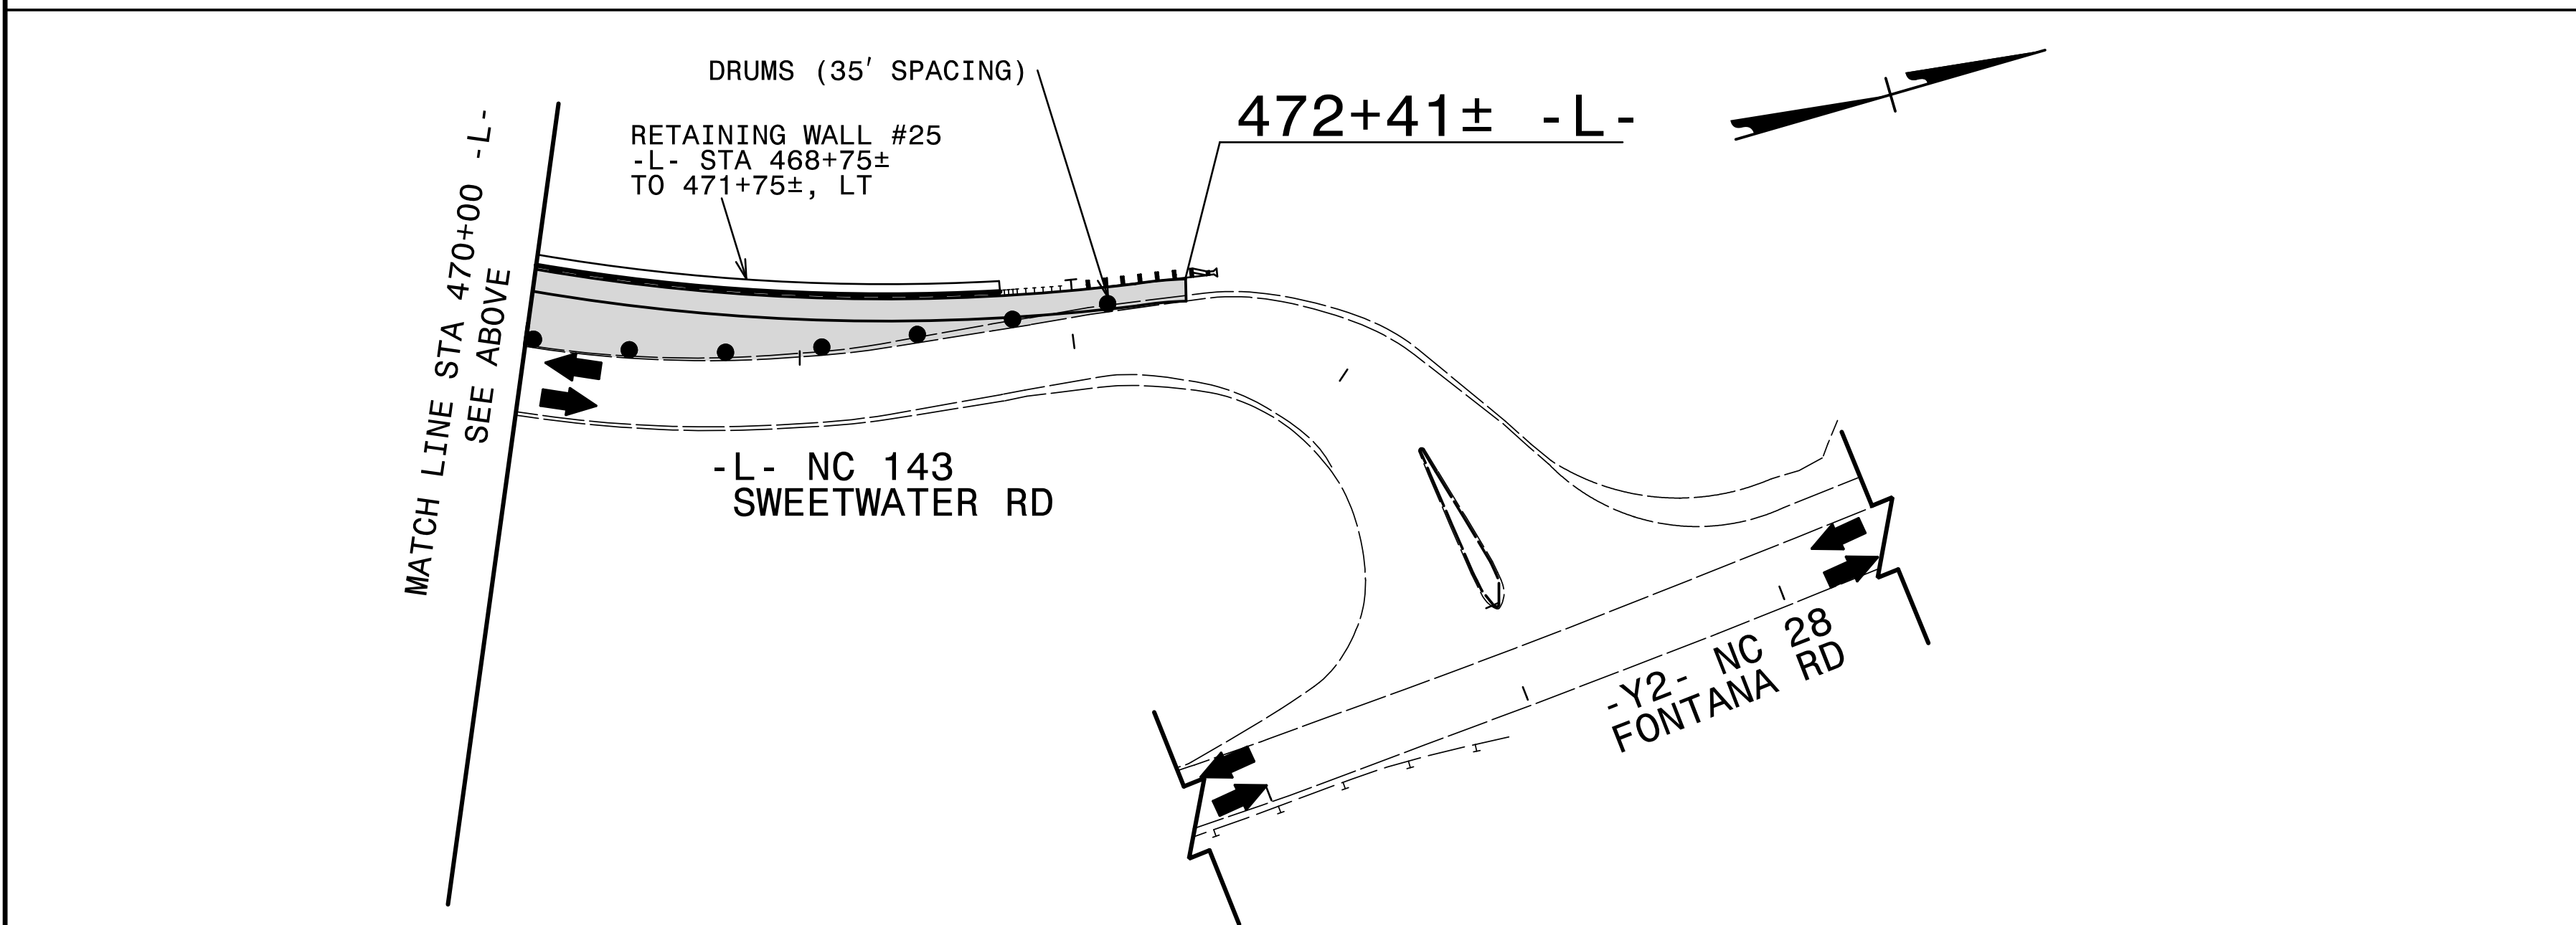 DRUMS (35' SPACING)
472+41± -L-
RETAINING WALL #25
-L- STA 468+75±
TO 471+75±, LT
MATCH LINE STA 470+00 -L-
SEE ABOVE
-L- NC 143
SWEETWATER RD
-Y2- NC 28
FONTANA RD